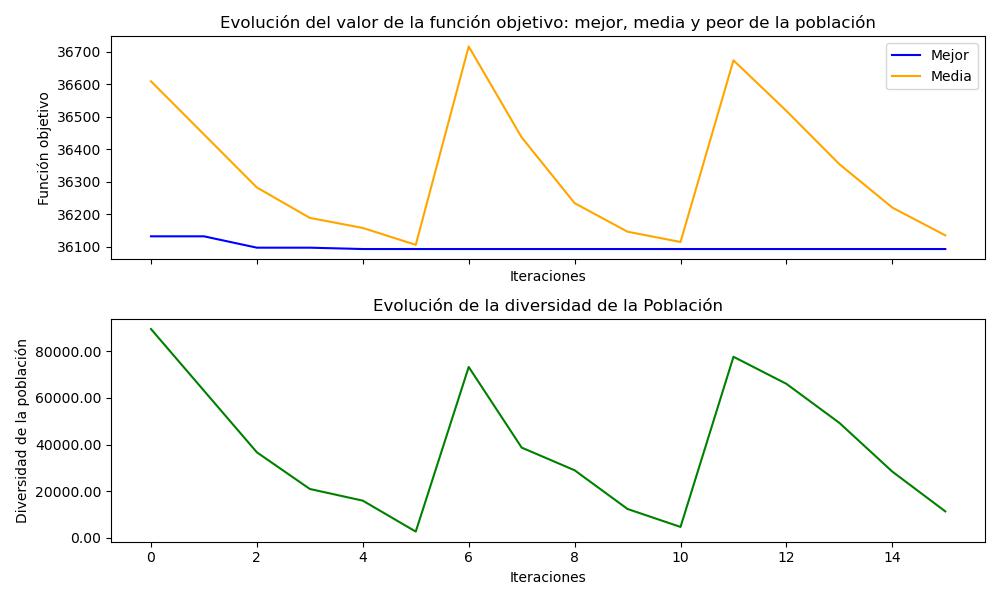 Evolución del valor de la función objetivo: mejor, media y peor de la población
Función objetivo
36700
36600
36500
36400
36300
36200
36100
Mejor
Media
Iteraciones
Evolución de la diversidad de la Población
Diversidad de la población
80000.00
60000.00
40000.00
20000.00
0.00
0 2 4 6 8 10 12 14
Iteraciones